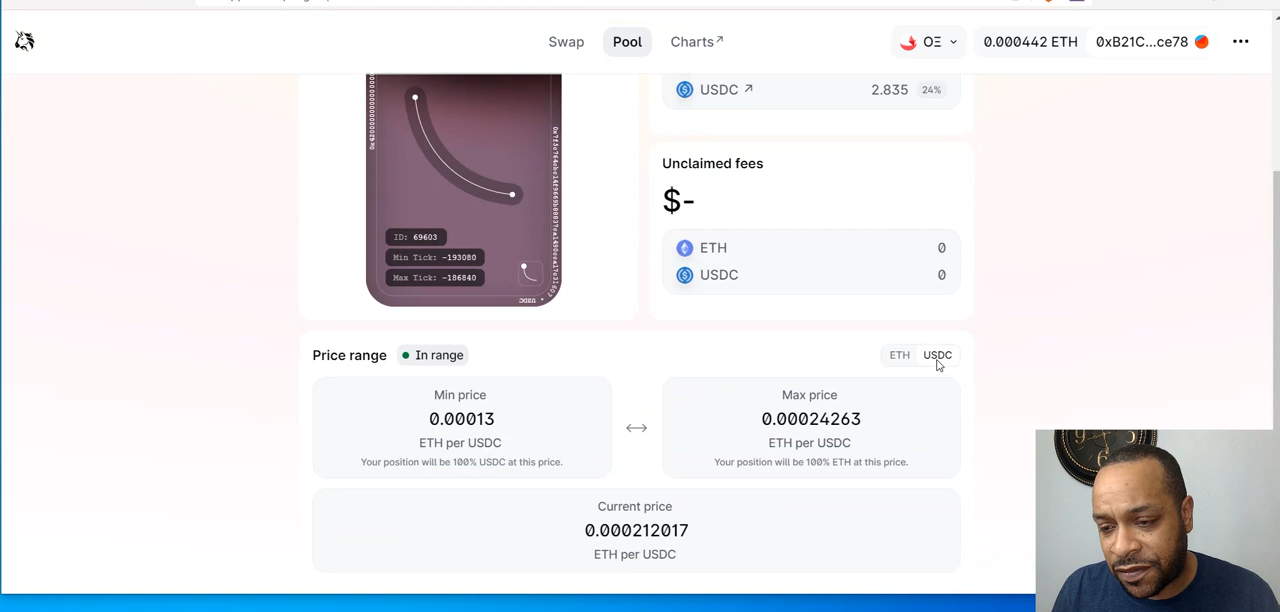 Swap Pool Charts↗ OΞ 0.000442 ETH 0xB21C...ce78
USDC ↗ 2.835 24%
Unclaimed fees
$-
ETH 0
USDC 0
ID: 69603
Min Tick: -193080
Max Tick: -186840
USDC
Price range In range ETH USDC
Min price
0.00013
ETH per USDC
Your position will be 100% USDC at this price.
Max price
0.00024263
ETH per USDC
Your position will be 100% ETH at this price.
Current price
0.000212017
ETH per USDC